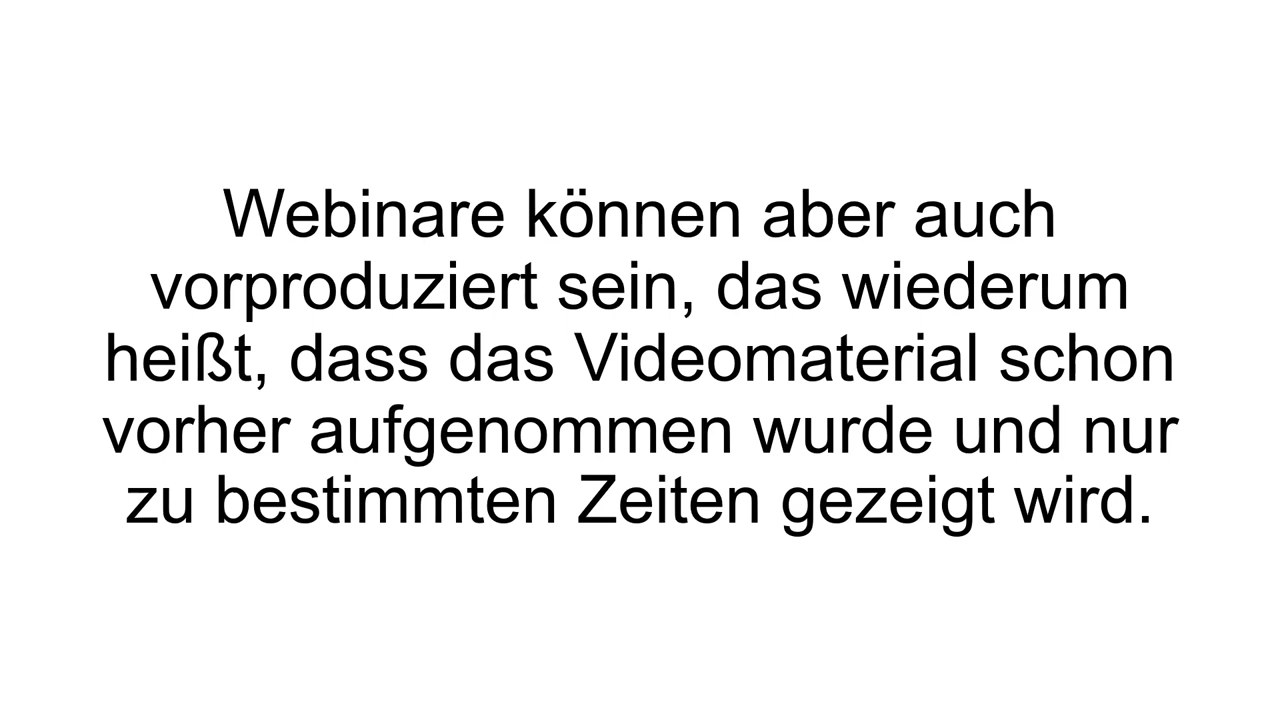 Webinare können aber auch
vorproduziert sein, das wiederum
heißt, dass das Videomaterial schon
vorher aufgenommen wurde und nur
zu bestimmten Zeiten gezeigt wird.